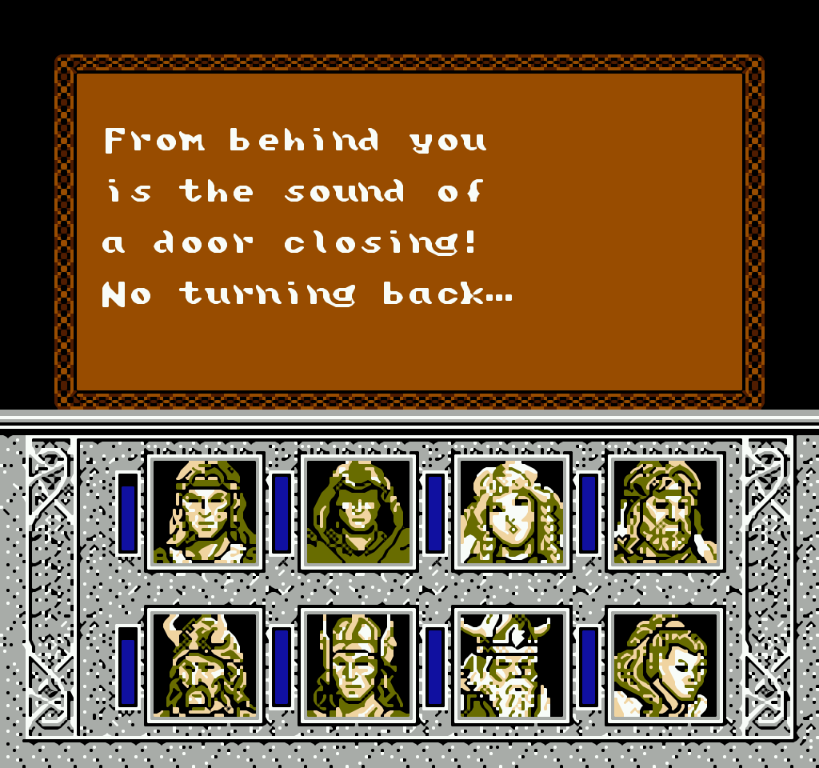 From behind you
is the sound of
a door closing!
No turning back…